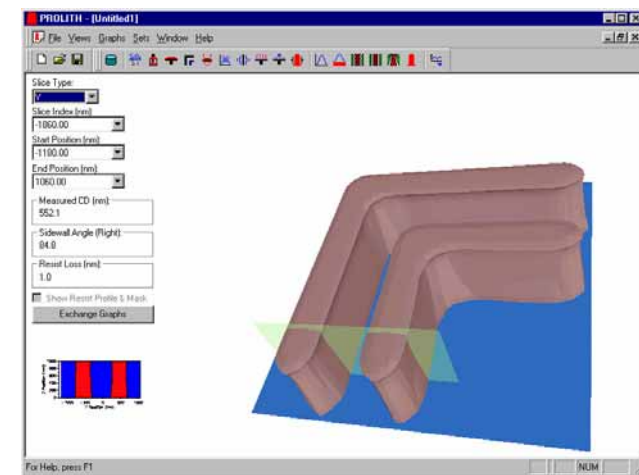 PROLITH - [Untitled1]
File Views Graphs Sets Window Help
Slice Type:
Y
Slice Index (nm)
-1860.00
Start Position (nm)
-1180.00
End Position (nm)
1060.00
Measured CD (nm):
552.1
Sidewall Angle (Right):
84.8
Resist Loss (nm):
1.0
Show Resist Profile & Mask
Exchange Graphs
For Help, press F1
NUM